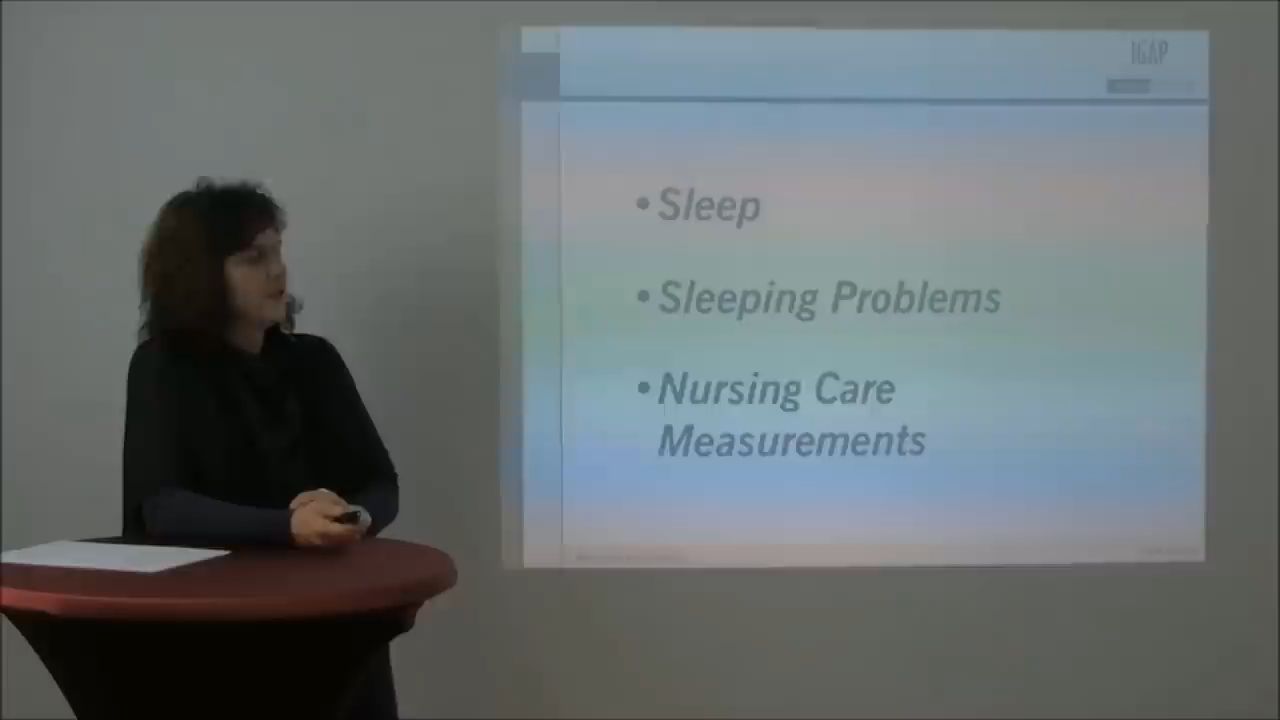 IGAP
• Sleep
• Sleeping Problems
• Nursing Care
Measurements